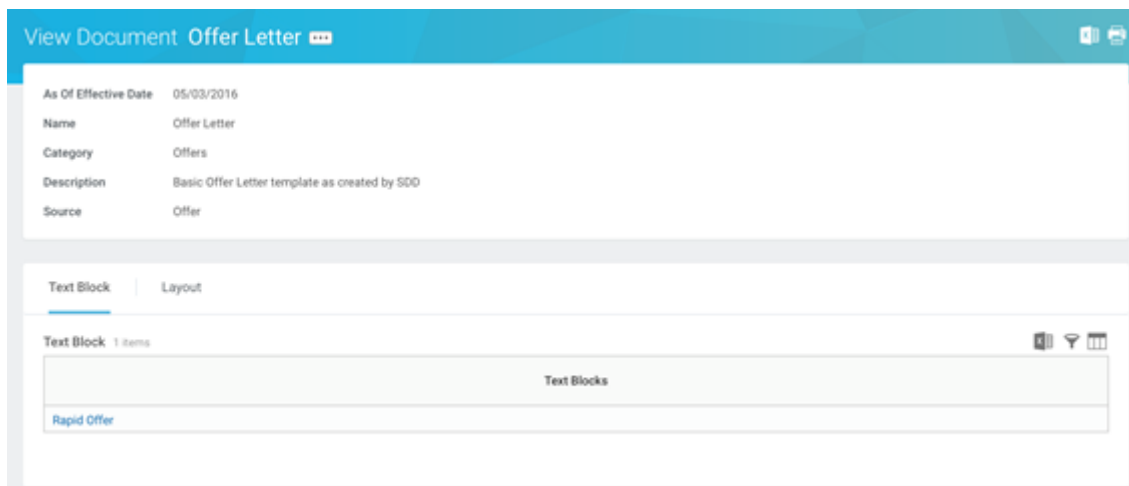 View Document Offer Letter
As Of Effective Date 05/03/2016
Name Offer Letter
Category Offers
Description Basic Offer Letter template as created by SDD
Source Offer
Text Block Layout
Text Block 1 items
Text Blocks
Rapid Offer